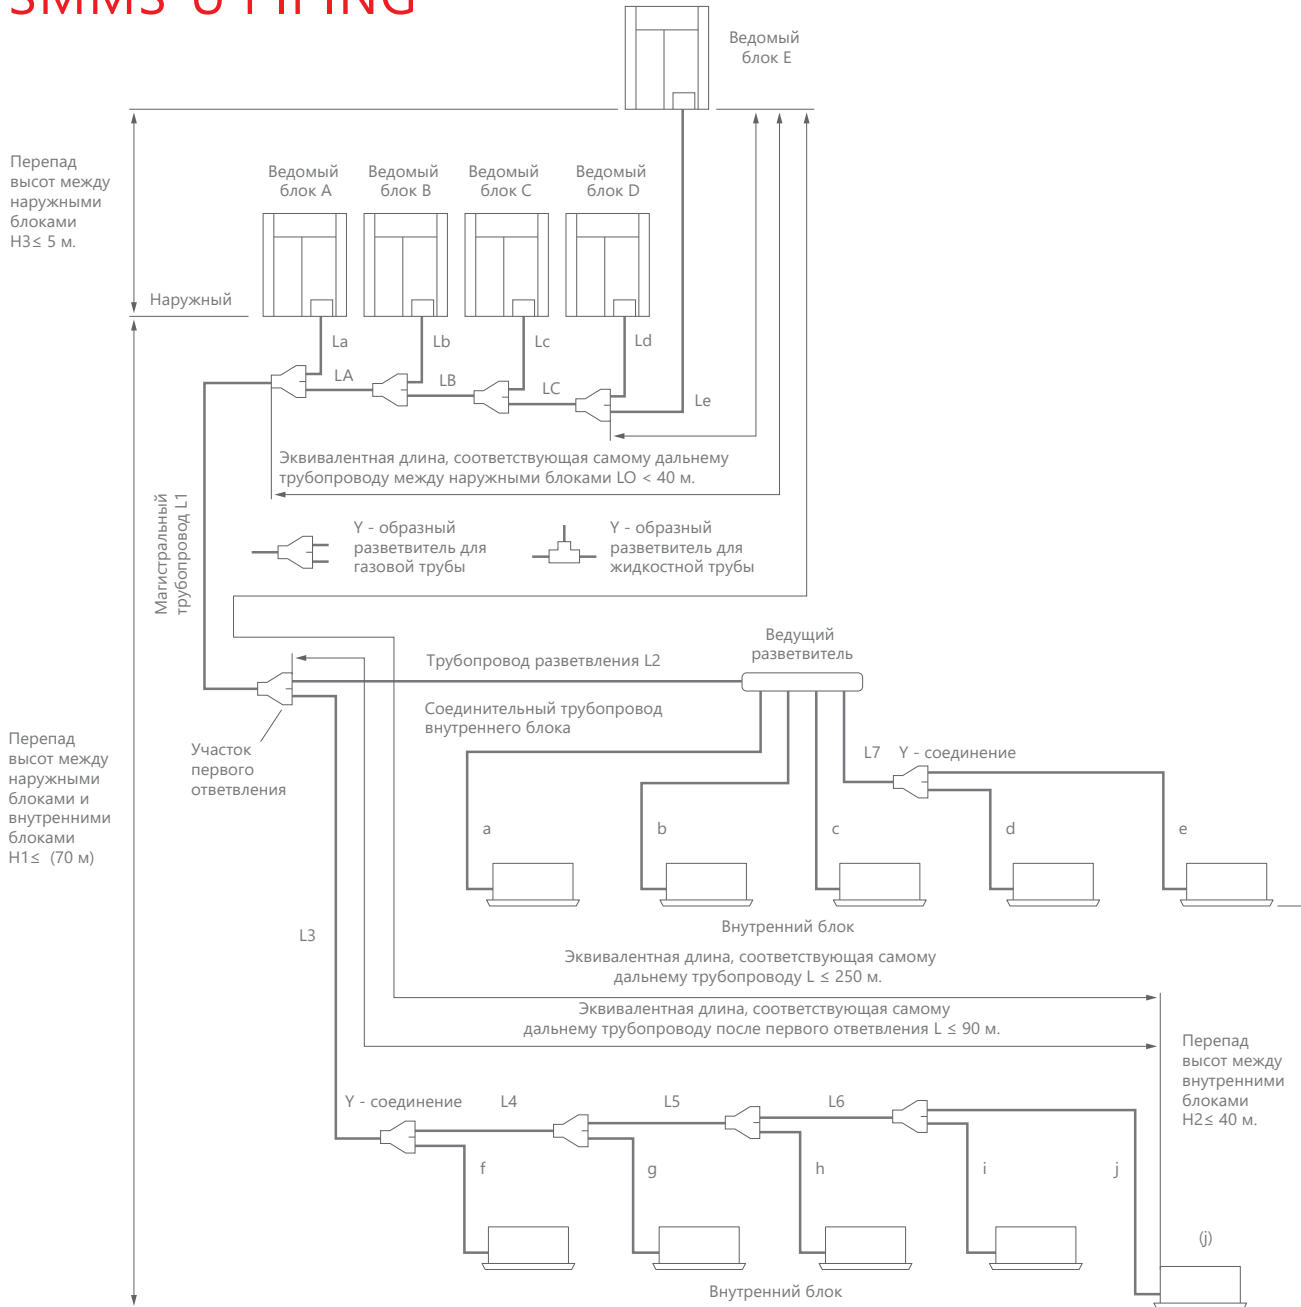 SMMS U PIPING
Ведомый
блок E
Перепад
высот между
наружными
блоками
H3≤ 5 м.
Ведомый
блок A
Ведомый
блок B
Ведомый
блок C
Ведомый
блок D
Наружный
La
Lb
Lc
Ld
LA
LB
LC
Le
Эквивалентная длина, соответствующая самому дальнему
трубопроводу между наружными блоками LO < 40 м.
Магистральный
трубопровод L1
Y - образный
разветвитель для
газовой трубы
Y - образный
разветвитель для
жидкостной трубы
Ведущий
разветвитель
Трубопровод разветвления L2
Соединительный трубопровод
внутреннего блока
Участок
первого
ответвления
L7
Y - соединение
Перепад
высот между
наружными
блоками и
внутренними
блоками
H1≤ (70 м)
a
b
c
d
e
Внутренний блок
L3
Эквивалентная длина, соответствующая самому
дальнему трубопроводу L ≤ 250 м.
Эквивалентная длина, соответствующая самому
дальнему трубопроводу после первого ответвления L ≤ 90 м.
Перепад
высот между
внутренними
блоками
H2≤ 40 м.
Y - соединение
L4
L5
L6
f
g
h
i
j
(j)
Внутренний блок